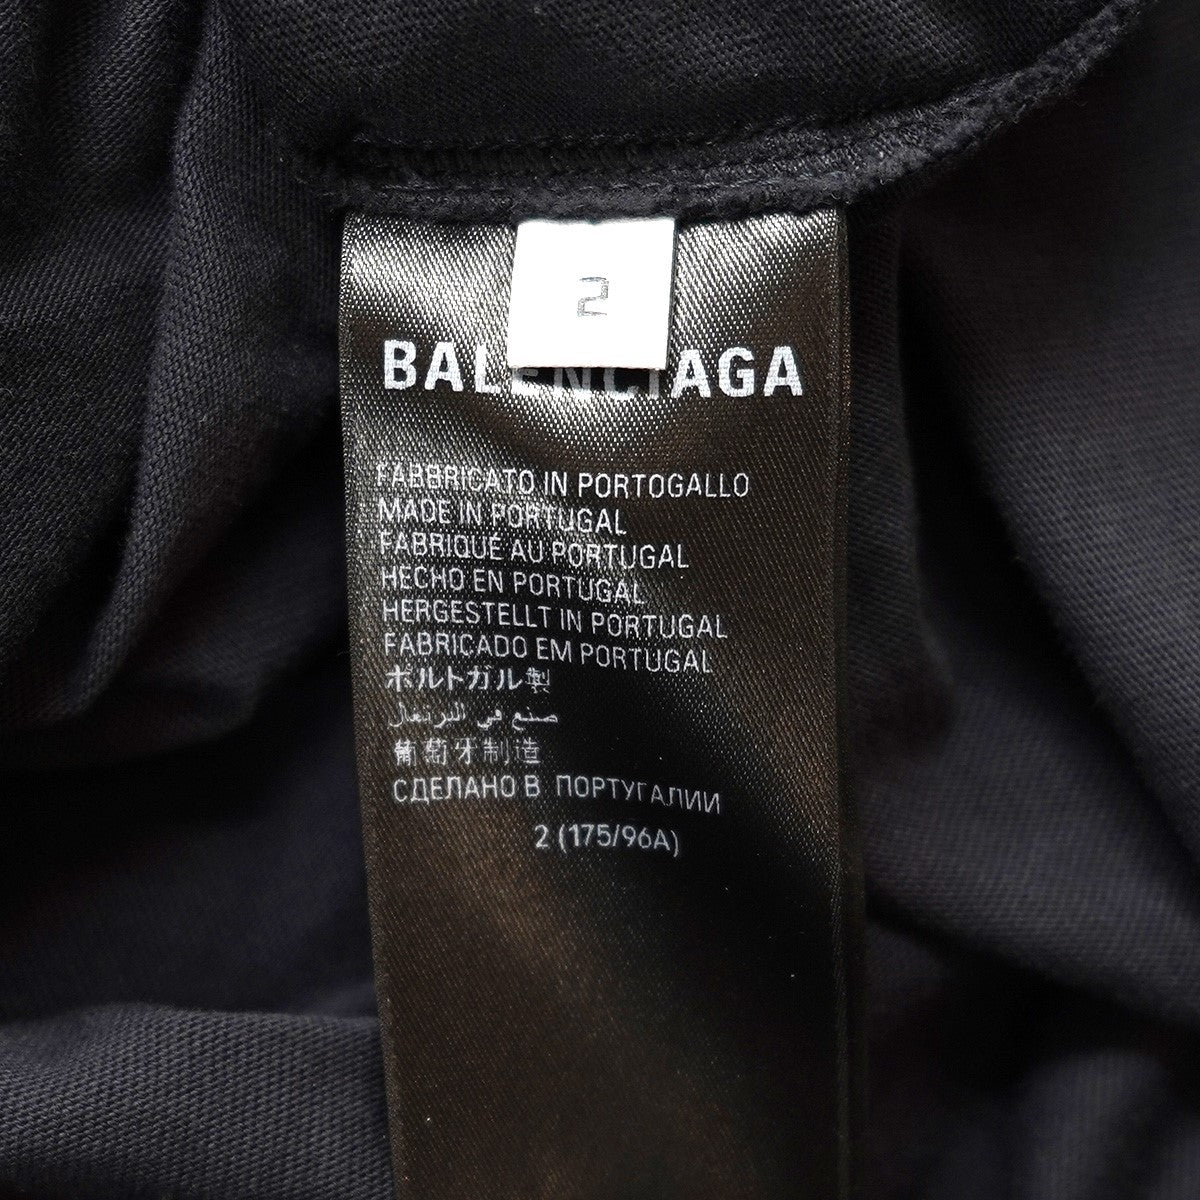 2
BALENCIAGA
FABBRICATO IN PORTOGALLO
MADE IN PORTUGAL
FABRIQUÉ AU PORTUGAL
HECHO EN PORTUGAL
HERGESTELLT IN PORTUGAL
FABRICADO EM PORTUGAL
ポルトガル製
صنع في البرتغال
葡萄牙制造
СДЕЛАНО В ПОРТУГАЛИИ
2 (175/96A)